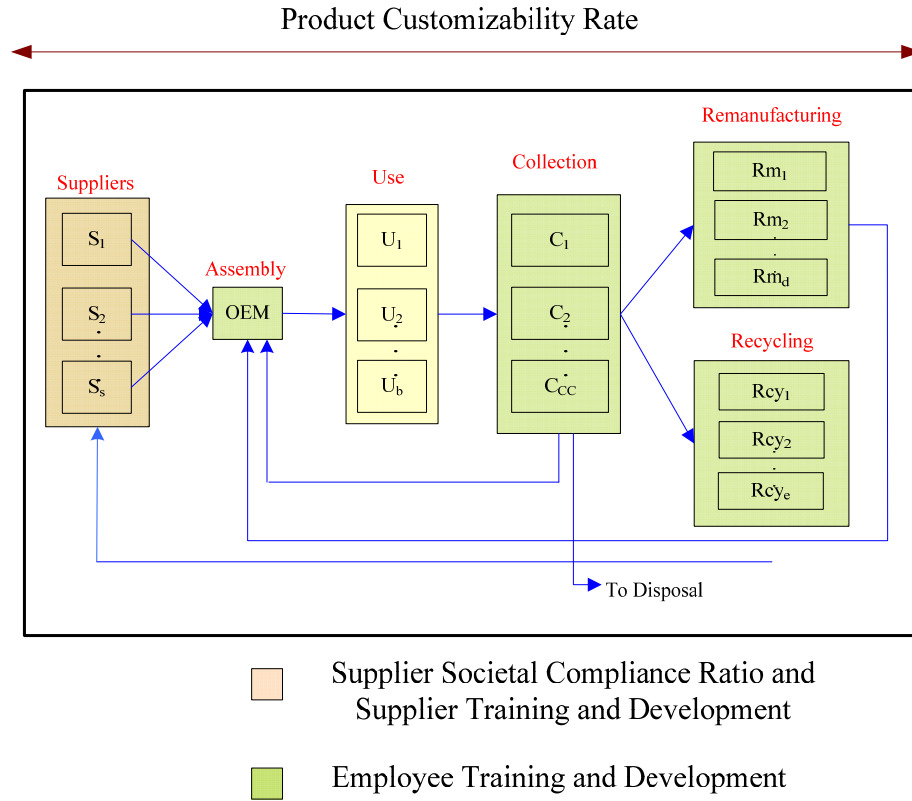 Product Customizability Rate
Suppliers
S1
S2
Ss
Assembly
OEM
Use
U1
U2
Ub
Collection
C1
C2
CCC
Remanufacturing
Rm1
Rm2
Rmd
Recycling
Rcy1
Rcy2
Rcye
To Disposal
Supplier Societal Compliance Ratio and
Supplier Training and Development
Employee Training and Development